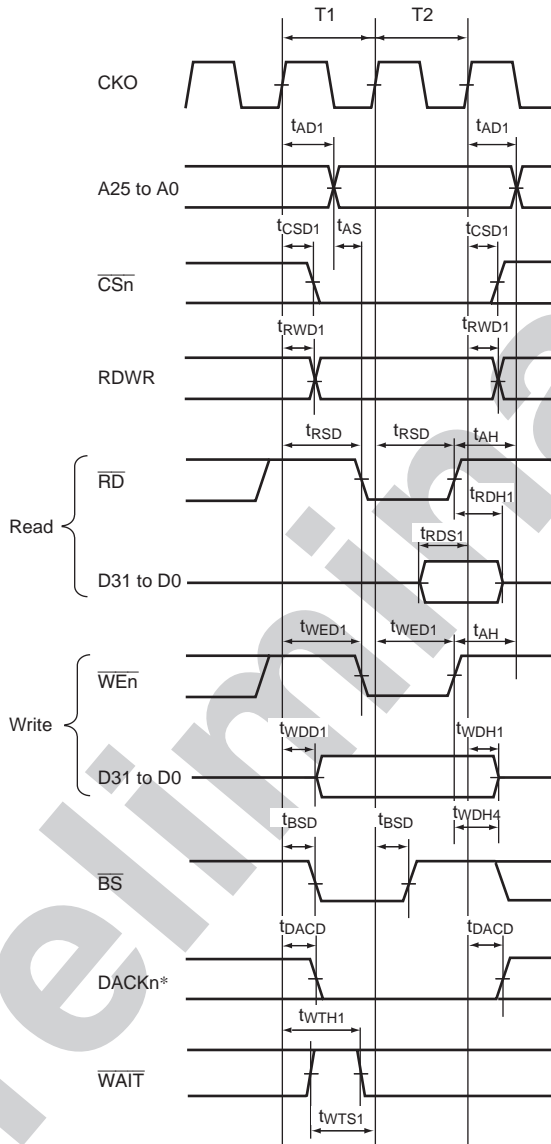 T1 T2
CKO
tAD1 tAD1
A25 to A0
tCSD1 tAS tCSD1
CSn
tRWD1 tRWD1
RDWR
tRSD tRSD tAH
RD
tRDH1
Read
tRDS1
D31 to D0
tWED1 tWED1 tAH
WEn
Write
tWDD1 tWDH1
D31 to D0
tWDH4
tBSD tBSD
BS
tDACD tDACD
DACKn*
tWTH1
WAIT
tWTS1